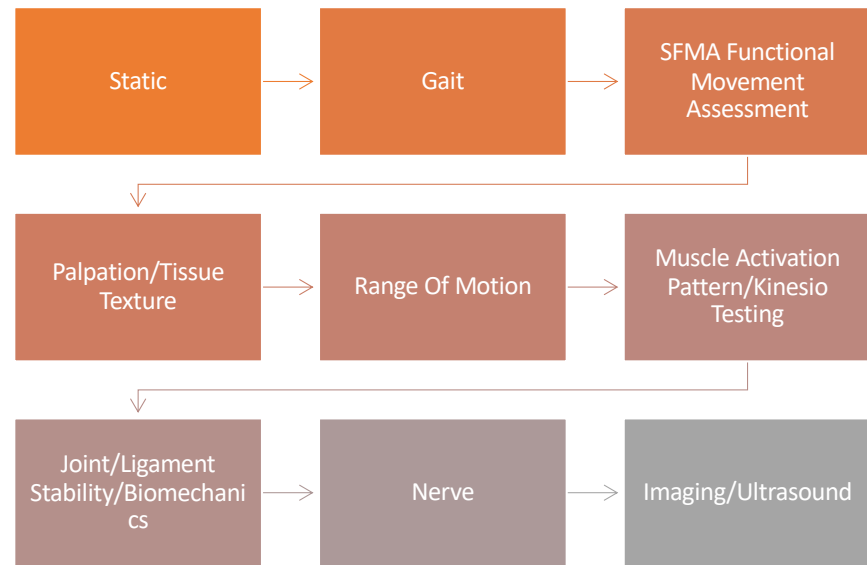 Static
Gait
SFMA Functional
Movement
Assessment
Palpation/Tissue
Texture
Range Of Motion
Muscle Activation
Pattern/Kinesio
Testing
Joint/Ligament
Stability/Biomechani
cs
Nerve
Imaging/Ultrasound